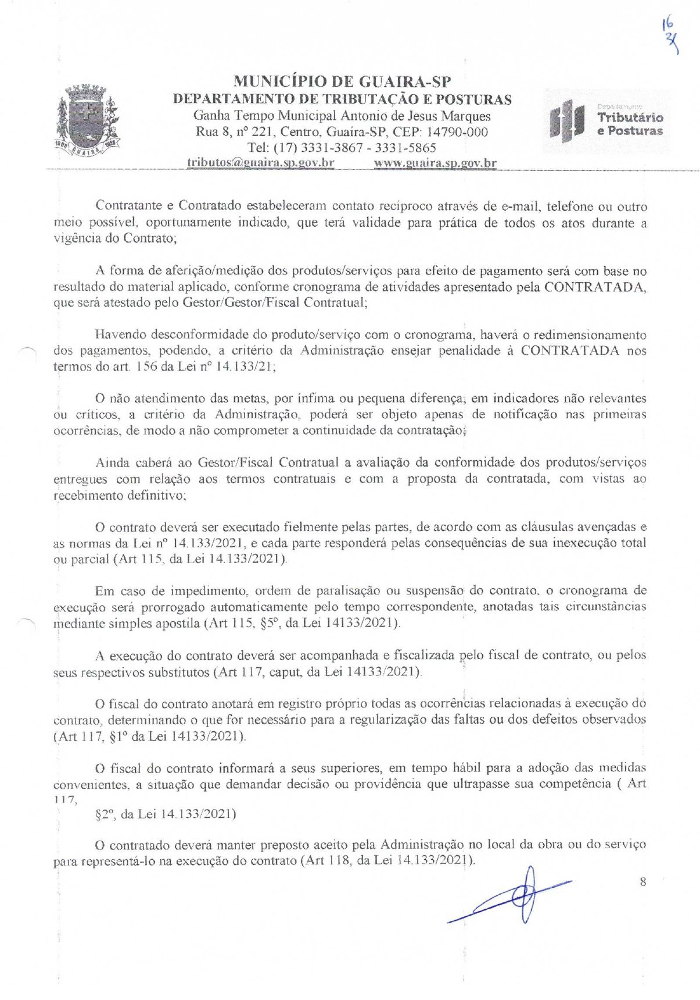 16
MUNICÍPIO DE GUAIRA-SP
DEPARTAMENTO DE TRIBUTAÇÃO E POSTURAS
Ganha Tempo Municipal Antonio de Jesus Marques
Rua 8, nº 221, Centro, Guaíra-SP, CEP: 14790-000
Tel: (17) 3331-3867 - 3331-5865
tributos@guaira.sp.gov.br www.guaira.sp.gov.br
GUAIRA
Departamento
Tributário
e Posturas
Contratante e Contratado estabeleceram contato recíproco através de e-mail, telefone ou outro
meio possível, oportunamente indicado, que terá validade para prática de todos os atos durante a
vigência do Contrato;
A forma de aferição/medição dos produtos/serviços para efeito de pagamento será com base no
resultado do material aplicado, conforme cronograma de atividades apresentado pela CONTRATADA,
que será atestado pelo Gestor/Gestor/Fiscal Contratual;
Havendo desconformidade do produto/serviço com o cronograma, haverá o redimensionamento
dos pagamentos, podendo, a critério da Administração ensejar penalidade à CONTRATADA nos
termos do art. 156 da Lei nº 14.133/21;
O não atendimento das metas, por ínfima ou pequena diferença, em indicadores não relevantes
ou críticos, a critério da Administração, poderá ser objeto apenas de notificação nas primeiras
ocorrências, de modo a não comprometer a continuidade da contratação;
Ainda caberá ao Gestor/Fiscal Contratual a avaliação da conformidade dos produtos/serviços
entregues com relação aos termos contratuais e com a proposta da contratada, com vistas ao
recebimento definitivo;
O contrato deverá ser executado fielmente pelas partes, de acordo com as cláusulas avençadas e
as normas da Lei nº 14.133/2021, e cada parte responderá pelas consequências de sua inexecução total
ou parcial (Art 115, da Lei 14.133/2021).
Em caso de impedimento, ordem de paralisação ou suspensão do contrato, o cronograma de
execução será prorrogado automaticamente pelo tempo correspondente, anotadas tais circunstâncias
mediante simples apostila (Art 115, §5º, da Lei 14133/2021).
A execução do contrato deverá ser acompanhada e fiscalizada pelo fiscal de contrato, ou pelos
seus respectivos substitutos (Art 117, caput, da Lei 14133/2021).
O fiscal do contrato anotará em registro próprio todas as ocorrências relacionadas à execução do
contrato, determinando o que for necessário para a regularização das faltas ou dos defeitos observados
(Art 117, §1º da Lei 14133/2021).
O fiscal do contrato informará a seus superiores, em tempo hábil para a adoção das medidas
convenientes, a situação que demandar decisão ou providência que ultrapasse sua competência ( Art
117,
§2º, da Lei 14.133/2021)
O contratado deverá manter preposto aceito pela Administração no local da obra ou do serviço
para representá-lo na execução do contrato (Art 118, da Lei 14.133/2021).
8